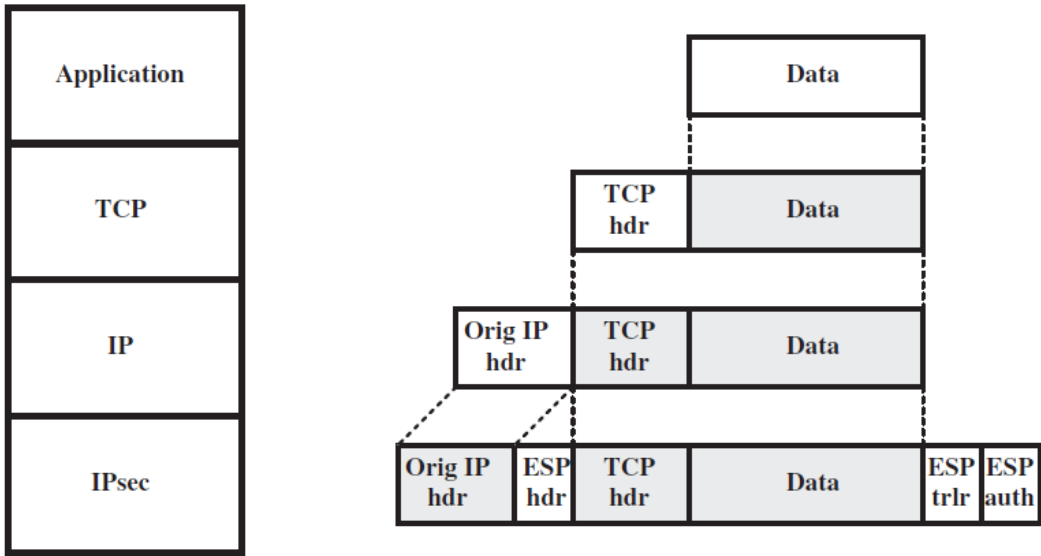 Application
Data
TCP
TCP
hdr
Data
IP
Orig IP
hdr
TCP
hdr
Data
IPsec
Orig IP
hdr
ESP
hdr
TCP
hdr
Data
ESP
trlr
ESP
auth